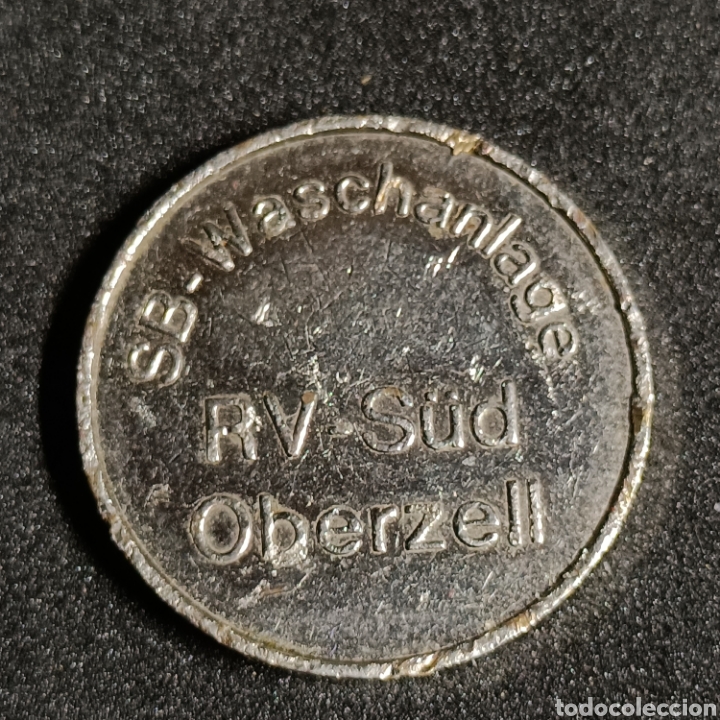 SB-Waschanlage
RV-Süd
Oberzell
todocoleccion